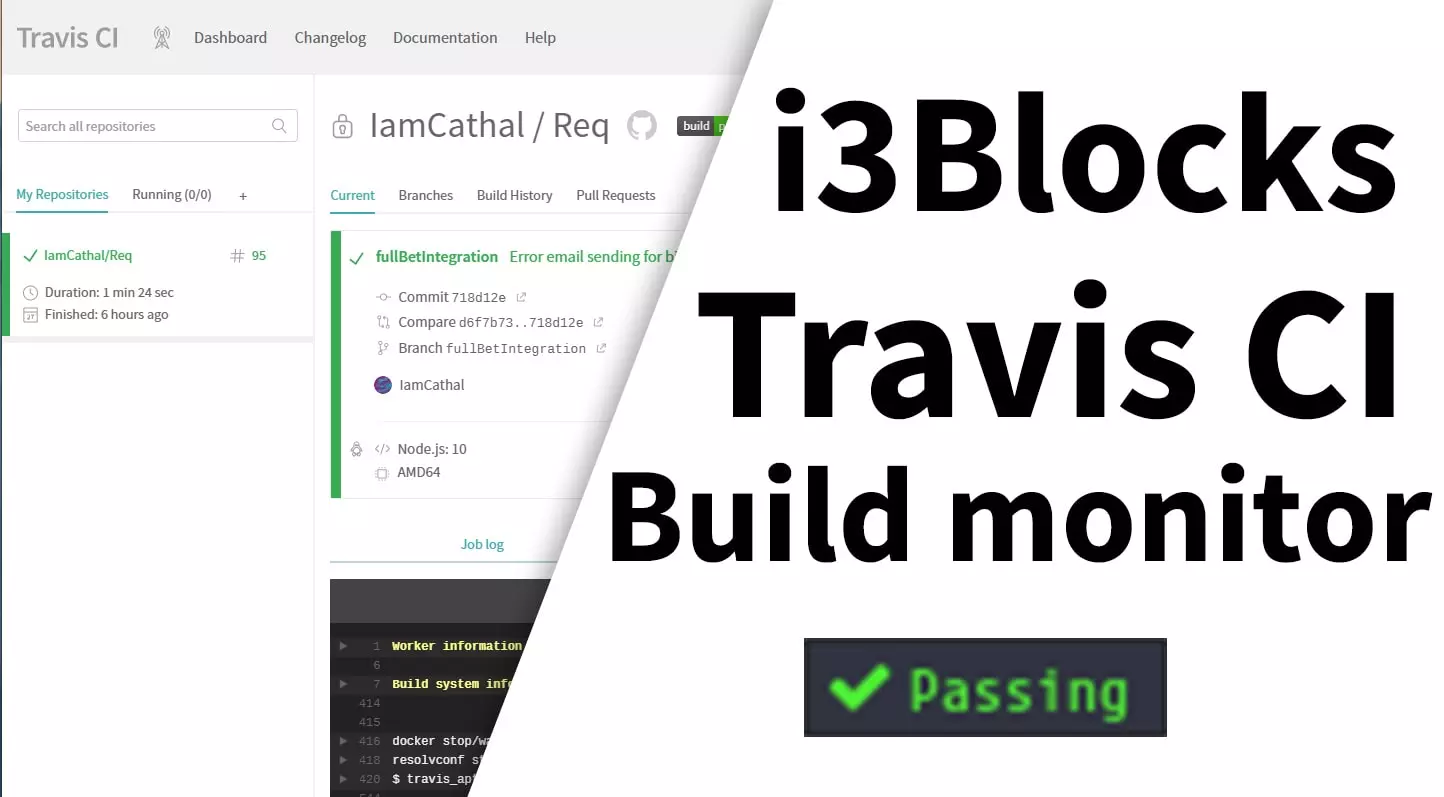 Travis CI
Dashboard
Changelog
Documentation
Help
Search all repositories
My Repositories
Running (0/0)
+
IamCathal/Req
# 95
Duration: 1 min 24 sec
Finished: 6 hours ago
IamCathal / Req
build
Current
Branches
Build History
Pull Requests
fullBetIntegration Error email sending for
Commit 718d12e
Compare d6f7b73..718d12e
Branch fullBetIntegration
IamCathal
</> Node.js: 10
AMD64
Job log
1 Worker information
6
7 Build system
414
415
416 docker
418 resolvconf
420 $
i3Blocks
Travis CI
Build monitor
Passing